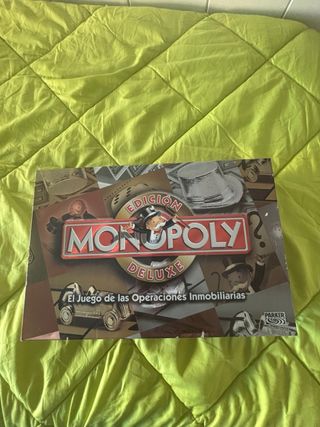 EDICIÓN
MONOPOLY
DELUXE
El Juego de las Operaciones Inmobiliarias
PARKER